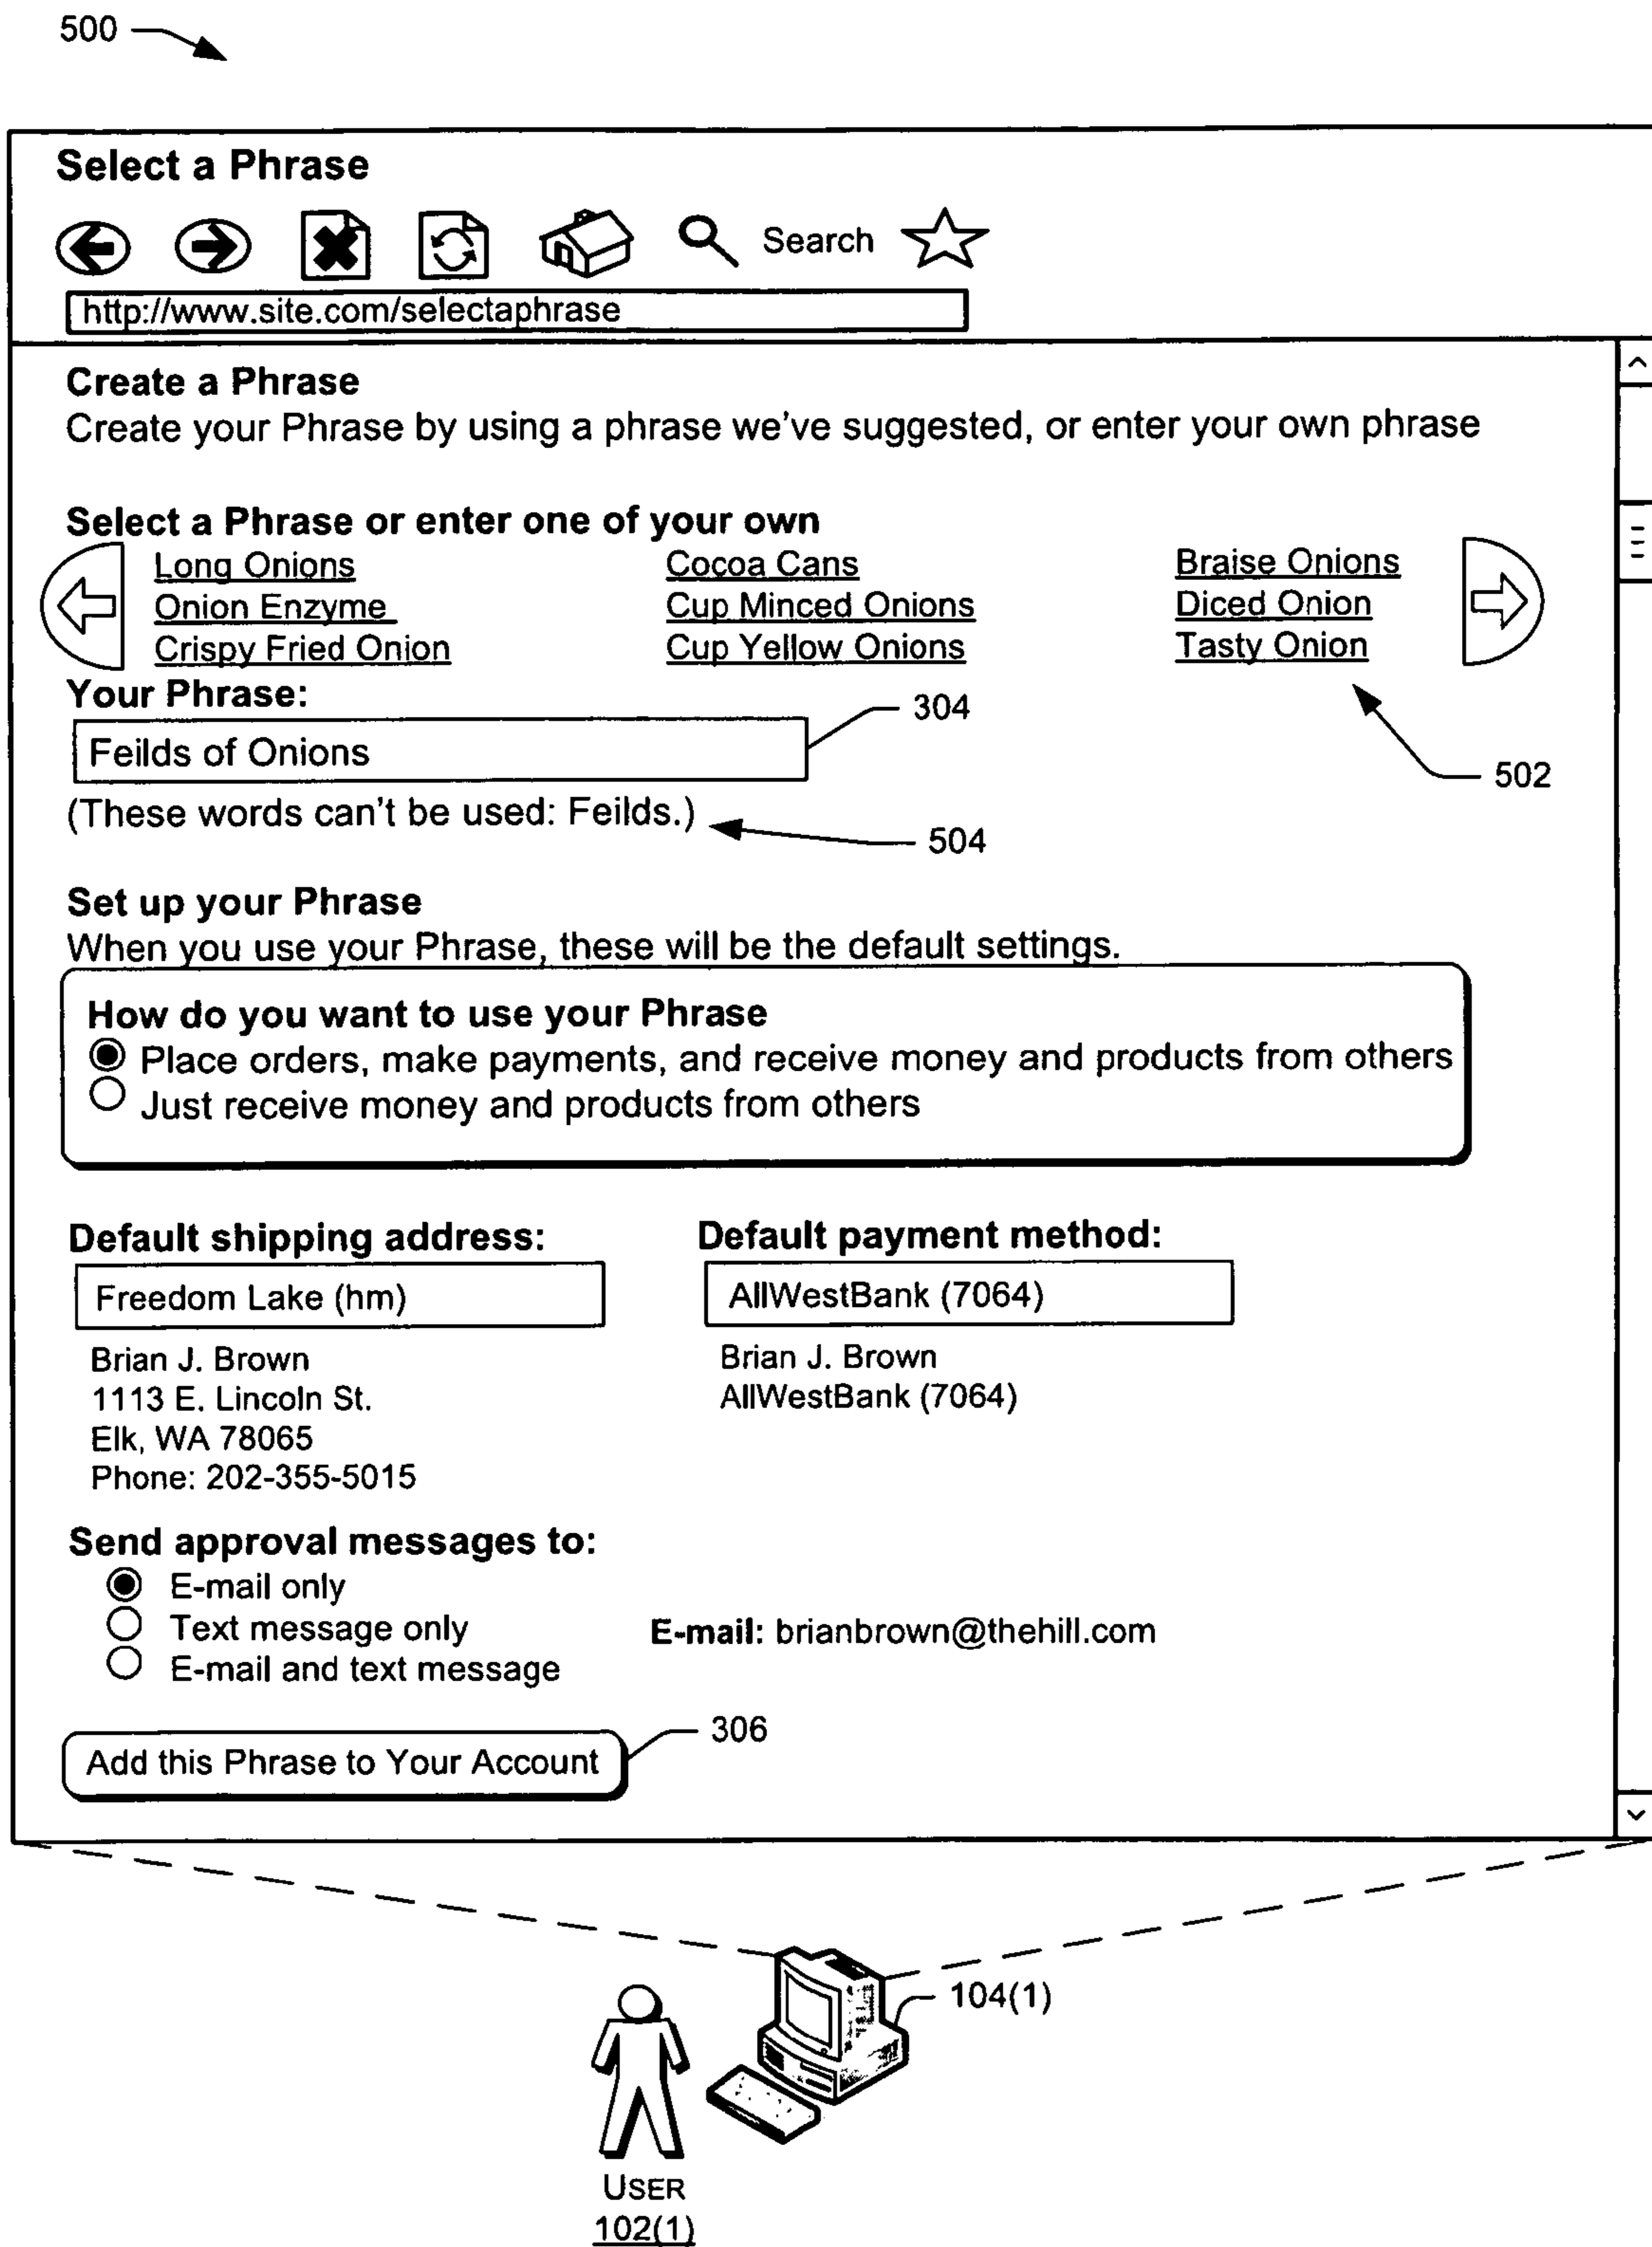 500
Select a Phrase
Search
http://www.site.com/selectaphrase
Create a Phrase
Create your Phrase by using a phrase we've suggested, or enter your own phrase
Select a Phrase or enter one of your own
Long Onions Cocoa Cans Braise Onions
Onion Enzyme Cup Minced Onions Diced Onion
Crispy Fried Onion Cup Yellow Onions Tasty Onion
Your Phrase:
304
Feilds of Onions
502
(These words can't be used: Feilds.)
504
Set up your Phrase
When you use your Phrase, these will be the default settings.
How do you want to use your Phrase
Place orders, make payments, and receive money and products from others
Just receive money and products from others
Default shipping address: Default payment method:
Freedom Lake (hm) AllWestBank (7064)
Brian J. Brown Brian J. Brown
1113 E. Lincoln St. AllWestBank (7064)
Elk, WA 78065
Phone: 202-355-5015
Send approval messages to:
E-mail only
Text message only E-mail: brianbrown@thehill.com
E-mail and text message
306
Add this Phrase to Your Account
104(1)
USER
102(1)